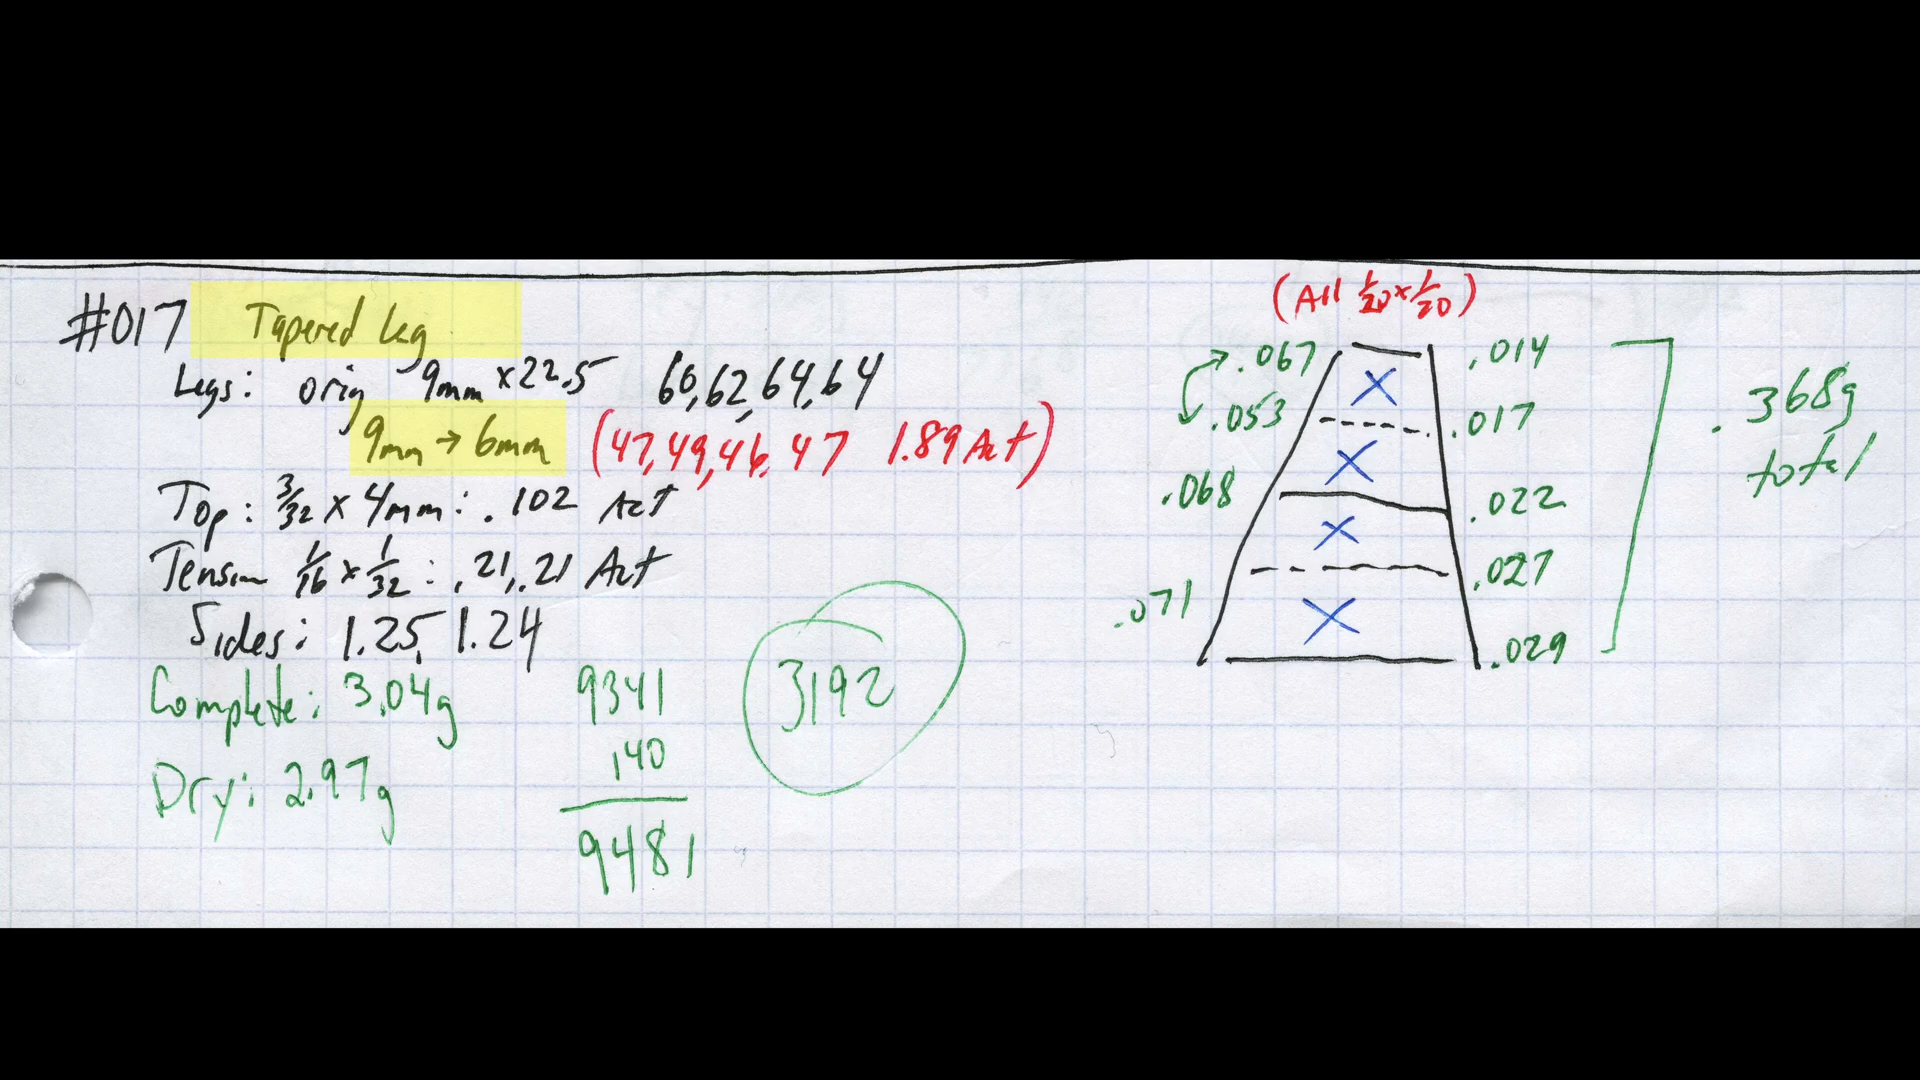 #017 Tapered Leg
Legs: orig 9mm x 22.5 60, 62, 64, 64
9mm → 6mm (47, 49, 46, 47 1.89 Act)
Top: 3/32 x 4mm: .102 Act
Tension 1/16 x 1/32: .21, .21 Act
Sides: 1.25, 1.24
Complete: 3.04g
Dry: 2.97g
9341
140
9481
3192
(All 1/20 x 1/20)
.067 .014
.053 .017
.068 .022
.027
.071
.029
.368g
total